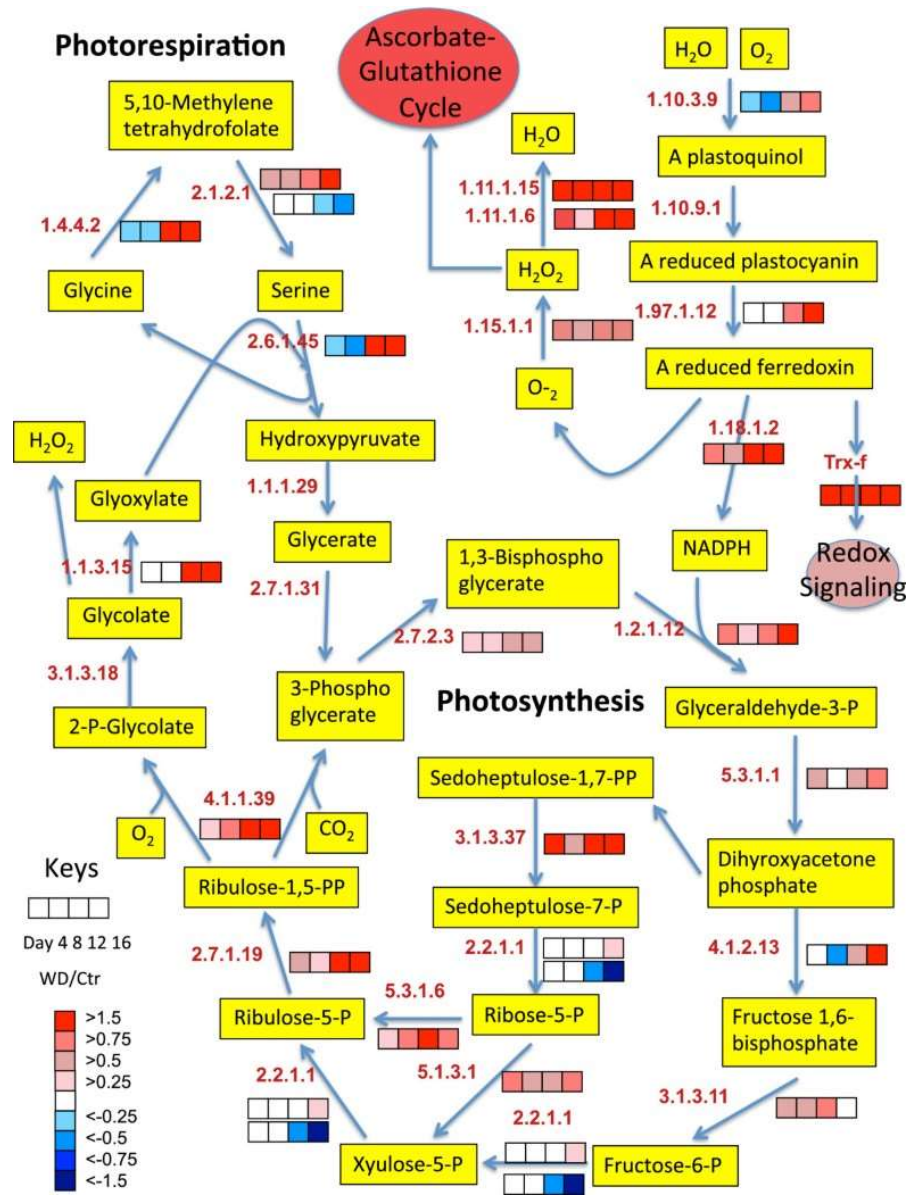 Photorespiration
Ascorbate-
Glutathione
Cycle
H₂O
O₂
5,10-Methylene
tetrahydrofolate
1.10.3.9
H₂O
A plastoquinol
2.1.2.1
1.11.1.15
1.4.4.2
1.11.1.6
1.10.9.1
Glycine
Serine
H₂O₂
A reduced plastocyanin
2.6.1.45
1.15.1.1
1.97.1.12
O-₂
A reduced ferredoxin
H₂O₂
Hydroxypyruvate
1.18.1.2
Trx-f
1.1.1.29
Glyoxylate
Glycerate
1,3-Bisphospho
glycerate
NADPH
Redox
Signaling
1.1.3.15
2.7.1.31
Glycolate
2.7.2.3
1.2.1.12
3.1.3.18
3-Phospho
glycerate
Photosynthesis
Glyceraldehyde-3-P
2-P-Glycolate
Sedoheptulose-1,7-PP
5.3.1.1
4.1.1.39
O₂
CO₂
3.1.3.37
Keys
Ribulose-1,5-PP
Dihyroxyacetone
phosphate
Sedoheptulose-7-P
Day 4 8 12 16
2.7.1.19
2.2.1.1
4.1.2.13
WD/Ctr
5.3.1.6
Ribulose-5-P
Ribose-5-P
Fructose 1,6-
bisphosphate
>1.5
>0.75
>0.5
>0.25
<-0.25
<-0.5
<-0.75
<-1.5
2.2.1.1
5.1.3.1
3.1.3.11
2.2.1.1
Xyulose-5-P
Fructose-6-P